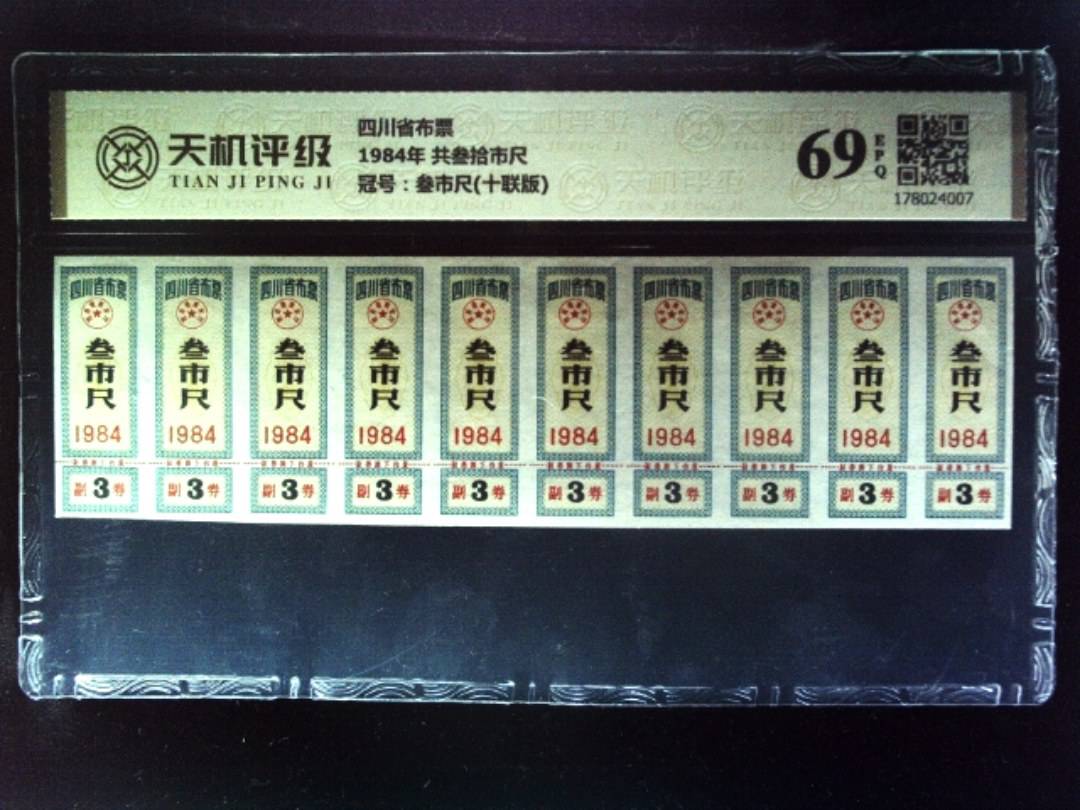 天机评级
TIAN JI PING JI
四川省布票
1984年 共叁拾市尺
冠号：叁市尺(十联版)
69
EPQ
178024007
四川省布票 四川省布票 四川省布票 四川省布票 四川省布票 四川省布票 四川省布票 四川省布票 四川省布票 四川省布票
叁市尺 叁市尺 叁市尺 叁市尺 叁市尺 叁市尺 叁市尺 叁市尺 叁市尺 叁市尺
1984 1984 1984 1984 1984 1984 1984 1984 1984 1984
副3券 副3券 副3券 副3券 副3券 副3券 副3券 副3券 副3券 副3券